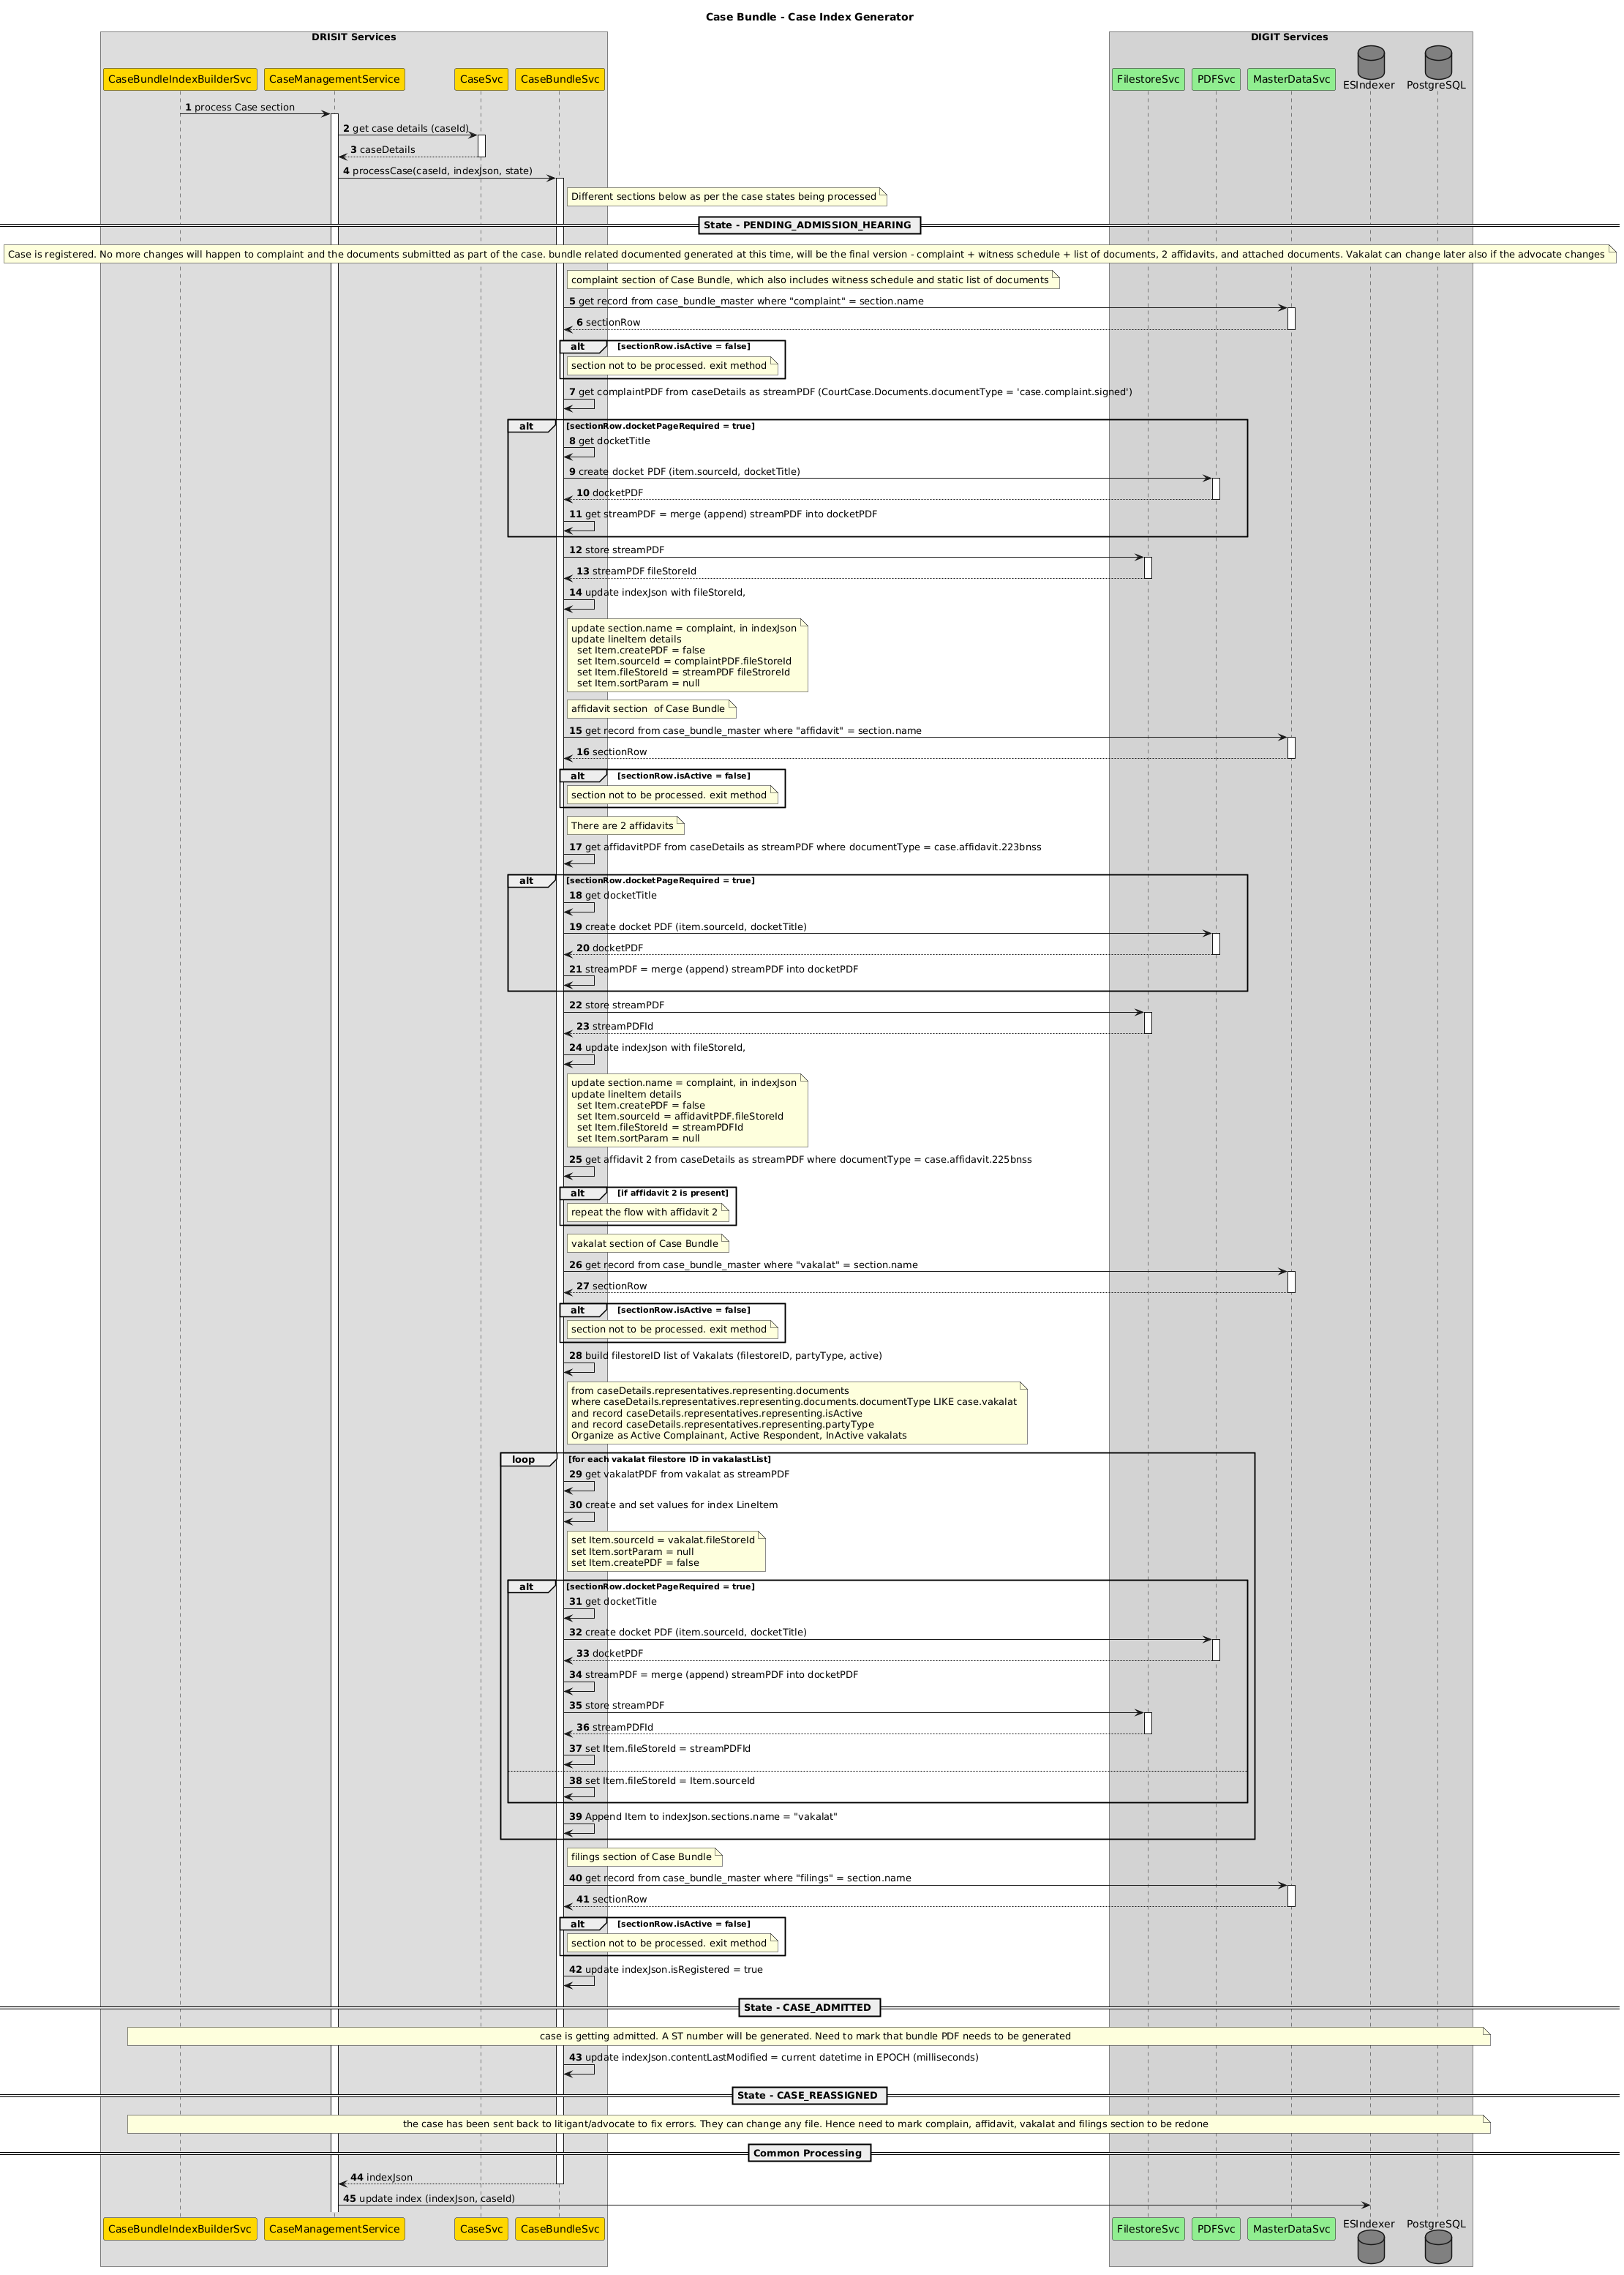 Case Bundle - Case Index Generator
DRISIT Services
DIGIT Services
CaseBundleIndexBuilderSvc
CaseManagementService
CaseSvc
CaseBundleSvc
FilestoreSvc
PDFSvc
MasterDataSvc
ESIndexer
PostgreSQL
1 process Case section
2 get case details (caseId)
3 caseDetails
4 processCase(caseId, indexJson, state)
Different sections below as per the case states being processed
State - PENDING_ADMISSION_HEARING
Case is registered. No more changes will happen to complaint and the documents submitted as part of the case. bundle related documented generated at this time, will be the final version - complaint + witness schedule + list of documents, 2 affidavits, and attached documents. Vakalat can change later also if the advocate changes
complaint section of Case Bundle, which also includes witness schedule and static list of documents
5 get record from case_bundle_master where "complaint" = section.name
6 sectionRow
alt [sectionRow.isActive = false]
section not to be processed. exit method
7 get complaintPDF from caseDetails as streamPDF (CourtCase.Documents.documentType = 'case.complaint.signed')
alt [sectionRow.docketPageRequired = true]
8 get docketTitle
9 create docket PDF (item.sourceId, docketTitle)
10 docketPDF
11 get streamPDF = merge (append) streamPDF into docketPDF
12 store streamPDF
13 streamPDF fileStoreId
14 update indexJson with fileStoreId,
update section.name = complaint, in indexJson
update lineItem details
set Item.createPDF = false
set Item.sourceId = complaintPDF.fileStoreId
set Item.fileStoreId = streamPDF fileStroreId
set Item.sortParam = null
affidavit section  of Case Bundle
15 get record from case_bundle_master where "affidavit" = section.name
16 sectionRow
alt [sectionRow.isActive = false]
section not to be processed. exit method
There are 2 affidavits
17 get affidavitPDF from caseDetails as streamPDF where documentType = case.affidavit.223bnss
alt [sectionRow.docketPageRequired = true]
18 get docketTitle
19 create docket PDF (item.sourceId, docketTitle)
20 docketPDF
21 streamPDF = merge (append) streamPDF into docketPDF
22 store streamPDF
23 streamPDFId
24 update indexJson with fileStoreId,
update section.name = complaint, in indexJson
update lineItem details
set Item.createPDF = false
set Item.sourceId = affidavitPDF.fileStoreId
set Item.fileStoreId = streamPDFId
set Item.sortParam = null
25 get affidavit 2 from caseDetails as streamPDF where documentType = case.affidavit.225bnss
alt [if affidavit 2 is present]
repeat the flow with affidavit 2
vakalat section of Case Bundle
26 get record from case_bundle_master where "vakalat" = section.name
27 sectionRow
alt [sectionRow.isActive = false]
section not to be processed. exit method
28 build filestoreID list of Vakalats (filestoreID, partyType, active)
from caseDetails.representatives.representing.documents
where caseDetails.representatives.representing.documents.documentType LIKE case.vakalat
and record caseDetails.representatives.representing.isActive
and record caseDetails.representatives.representing.partyType
Organize as Active Complainant, Active Respondent, InActive vakalats
loop [for each vakalat filestore ID in vakalastList]
29 get vakalatPDF from vakalat as streamPDF
30 create and set values for index LineItem
set Item.sourceId = vakalat.fileStoreId
set Item.sortParam = null
set Item.createPDF = false
alt [sectionRow.docketPageRequired = true]
31 get docketTitle
32 create docket PDF (item.sourceId, docketTitle)
33 docketPDF
34 streamPDF = merge (append) streamPDF into docketPDF
35 store streamPDF
36 streamPDFId
37 set Item.fileStoreId = streamPDFId
38 set Item.fileStoreId = Item.sourceId
39 Append Item to indexJson.sections.name = "vakalat"
filings section of Case Bundle
40 get record from case_bundle_master where "filings" = section.name
41 sectionRow
alt [sectionRow.isActive = false]
section not to be processed. exit method
42 update indexJson.isRegistered = true
State - CASE_ADMITTED
case is getting admitted. A ST number will be generated. Need to mark that bundle PDF needs to be generated
43 update indexJson.contentLastModified = current datetime in EPOCH (milliseconds)
State - CASE_REASSIGNED
the case has been sent back to litigant/advocate to fix errors. They can change any file. Hence need to mark complain, affidavit, vakalat and filings section to be redone
Common Processing
44 indexJson
45 update index (indexJson, caseId)
CaseBundleIndexBuilderSvc
CaseManagementService
CaseSvc
CaseBundleSvc
FilestoreSvc
PDFSvc
MasterDataSvc
ESIndexer
PostgreSQL